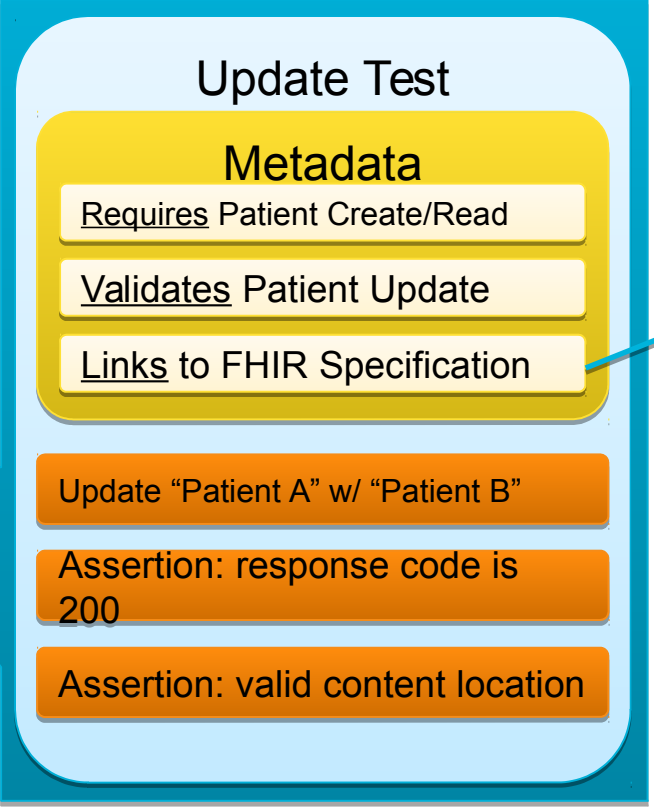 Update Test
Metadata
Requires Patient Create/Read
Validates Patient Update
Links to FHIR Specification
Update “Patient A” w/ “Patient B”
Assertion: response code is
200
Assertion: valid content location